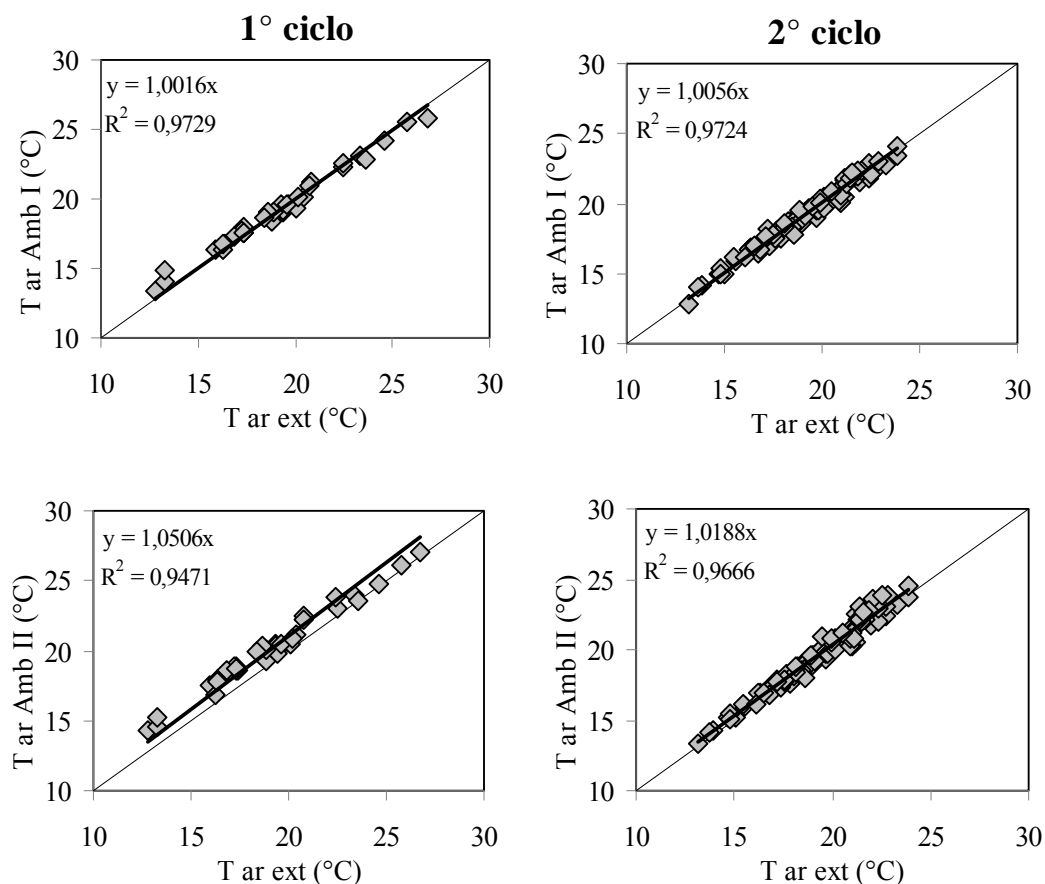 1° ciclo
30
y = 1,0016x
R² = 0,9729
25
20
15
10
T ar Amb I (°C)
10 15 20 25 30
T ar ext (°C)
2° ciclo
30
y = 1,0056x
R² = 0,9724
25
20
15
10
T ar Amb I (°C)
10 15 20 25 30
T ar ext (°C)
30
y = 1,0506x
R² = 0,9471
25
20
15
10
T ar Amb II (°C)
10 15 20 25 30
T ar ext (°C)
30
y = 1,0188x
R² = 0,9666
25
20
15
10
T ar Amb II (°C)
10 15 20 25 30
T ar ext (°C)